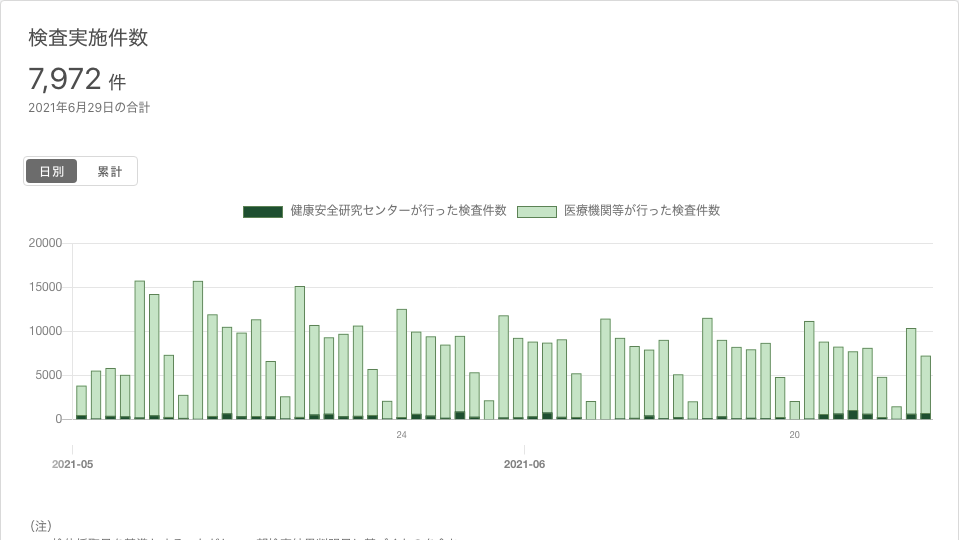 検査実施件数
7,972 件
2021年6月29日の合計
日別 累計
健康安全研究センターが行った検査件数 医療機関等が行った検査件数
20000
15000
10000
5000
0
24 20
2021-05 2021-06
（注）